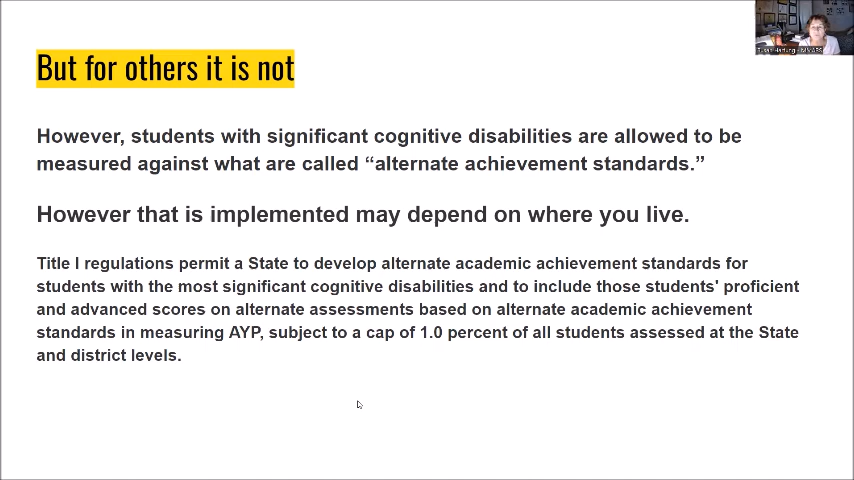 But for others it is not
However, students with significant cognitive disabilities are allowed to be
measured against what are called “alternate achievement standards.”
However that is implemented may depend on where you live.
Title I regulations permit a State to develop alternate academic achievement standards for
students with the most significant cognitive disabilities and to include those students' proficient
and advanced scores on alternate assessments based on alternate academic achievement
standards in measuring AYP, subject to a cap of 1.0 percent of all students assessed at the State
and district levels.
Susan Hartung